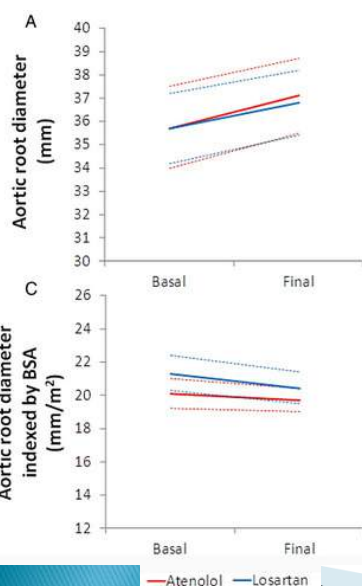 A
Aortic root diameter
(mm)
40
39
38
37
36
35
34
33
32
31
30
Basal Final
C
Aortic root diameter
indexed by BSA
(mm/m²)
26
24
22
20
18
16
14
12
Basal Final
Atenolol Losartan